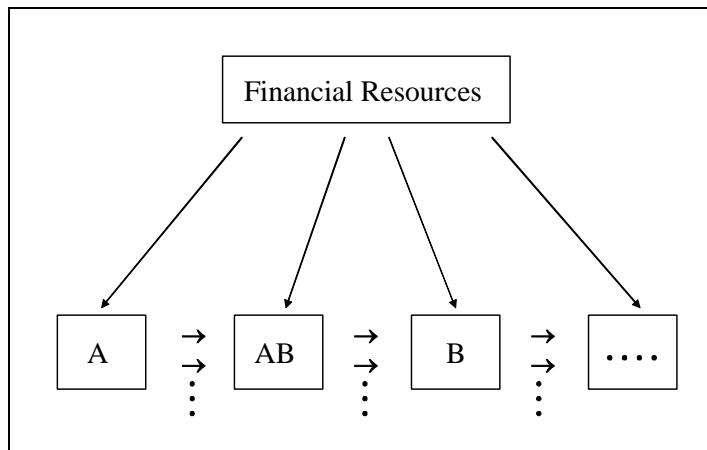 Financial Resources
A → AB → B → ....
→ → →